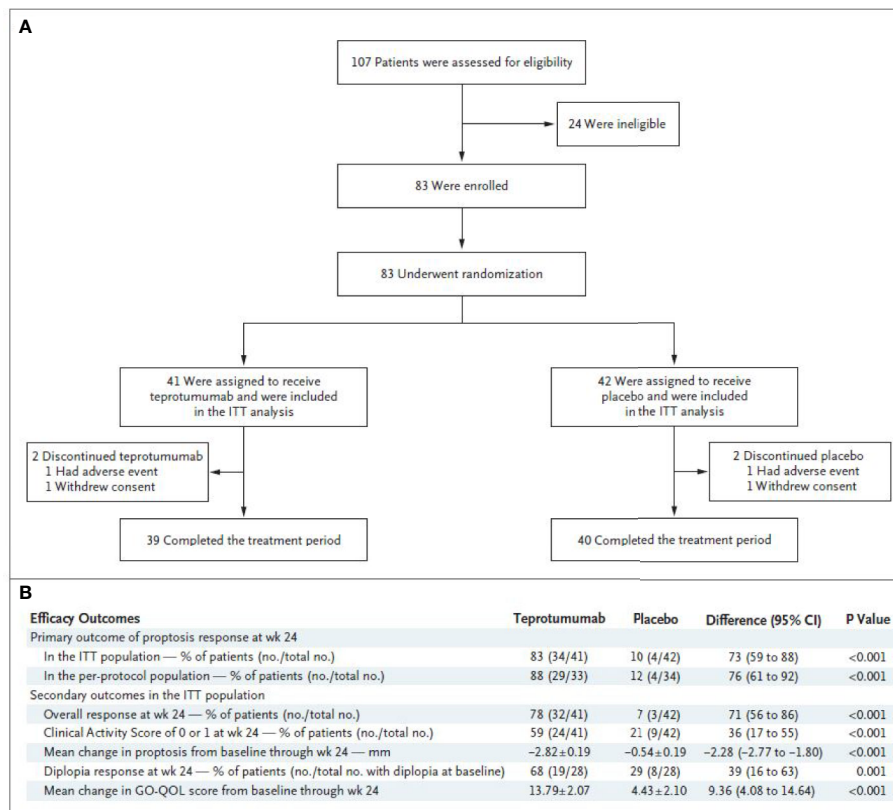 A
107 Patients were assessed for eligibility
24 Were ineligible
83 Were enrolled
83 Underwent randomization
41 Were assigned to receive
teprotumumab and were included
in the ITT analysis
42 Were assigned to receive
placebo and were included
in the ITT analysis
2 Discontinued teprotumumab
1 Had adverse event
1 Withdrew consent
2 Discontinued placebo
1 Had adverse event
1 Withdrew consent
39 Completed the treatment period
40 Completed the treatment period
B
Efficacy Outcomes Teprotumumab Placebo Difference (95% CI) P Value
Primary outcome of proptosis response at wk 24
In the ITT population — % of patients (no./total no.) 83 (34/41) 10 (4/42) 73 (59 to 88) <0.001
In the per-protocol population — % of patients (no./total no.) 88 (29/33) 12 (4/34) 76 (61 to 92) <0.001
Secondary outcomes in the ITT population
Overall response at wk 24 — % of patients (no./total no.) 78 (32/41) 7 (3/42) 71 (56 to 86) <0.001
Clinical Activity Score of 0 or 1 at wk 24 — % of patients (no./total no.) 59 (24/41) 21 (9/42) 36 (17 to 55) <0.001
Mean change in proptosis from baseline through wk 24 — mm −2.82±0.19 −0.54±0.19 −2.28 (−2.77 to −1.80) <0.001
Diplopia response at wk 24 — % of patients (no./total no. with diplopia at baseline) 68 (19/28) 29 (8/28) 39 (16 to 63) 0.001
Mean change in GO-QOL score from baseline through wk 24 13.79±2.07 4.43±2.10 9.36 (4.08 to 14.64) <0.001